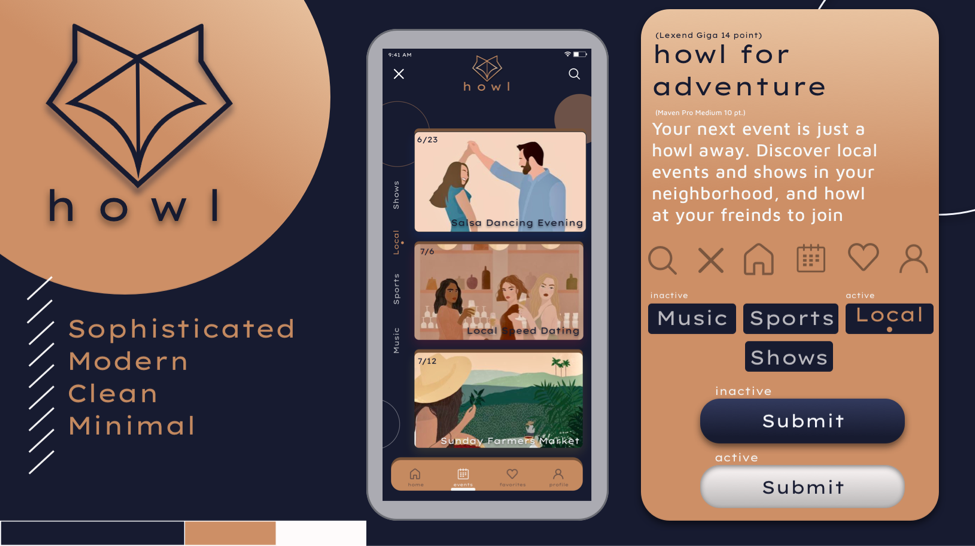 howl
Sophisticated
Modern
Clean
Minimal
9:41 AM
howl
Shows
Local
Sports
Music
6/23
Salsa Dancing Evening
7/6
Local Speed Dating
7/12
Sunday Farmers Market
home
events
favorites
profile
(Lexend Giga 14 point)
howl for
adventure
(Maven Pro Medium 10 pt.)
Your next event is just a
howl away. Discover local
events and shows in your
neighborhood, and howl
at your freinds to join
inactive
active
Music
Sports
Local
Shows
inactive
Submit
active
Submit